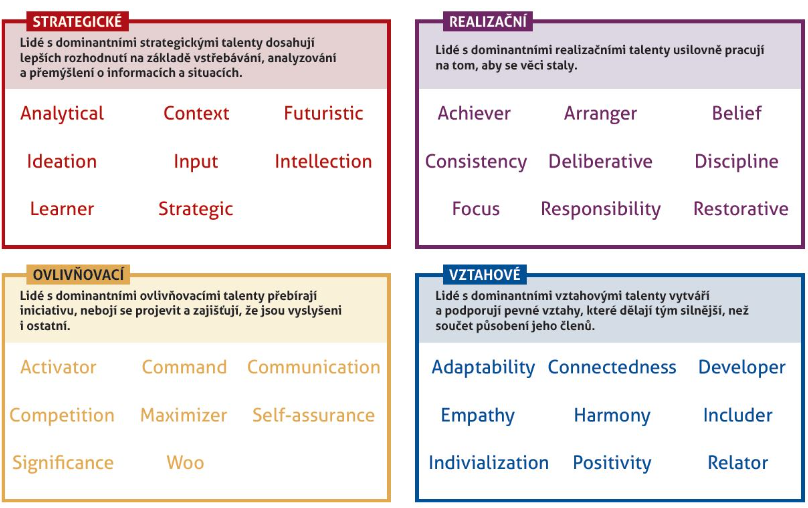 STRATEGICKÉ
Lidé s dominantními strategickými talenty dosahují
lepších rozhodnutí na základě vstřebávání, analyzování
a přemýšlení o informacích a situacích.
Analytical Context Futuristic
Ideation Input Intellection
Learner Strategic
REALIZAČNÍ
Lidé s dominantními realizačními talenty usilovně pracují
na tom, aby se věci staly.
Achiever Arranger Belief
Consistency Deliberative Discipline
Focus Responsibility Restorative
OVLIVŇOVACÍ
Lidé s dominantními ovlivňovacími talenty přebírají
iniciativu, nebojí se projevit a zajišťují, že jsou vyslyšeni
i ostatní.
Activator Command Communication
Competition Maximizer Self-assurance
Significance Woo
VZTAHOVÉ
Lidé s dominantními vztahovými talenty vytváří
a podporují pevné vztahy, které dělají tým silnější, než
součet působení jeho členů.
Adaptability Connectedness Developer
Empathy Harmony Includer
Indivialization Positivity Relator